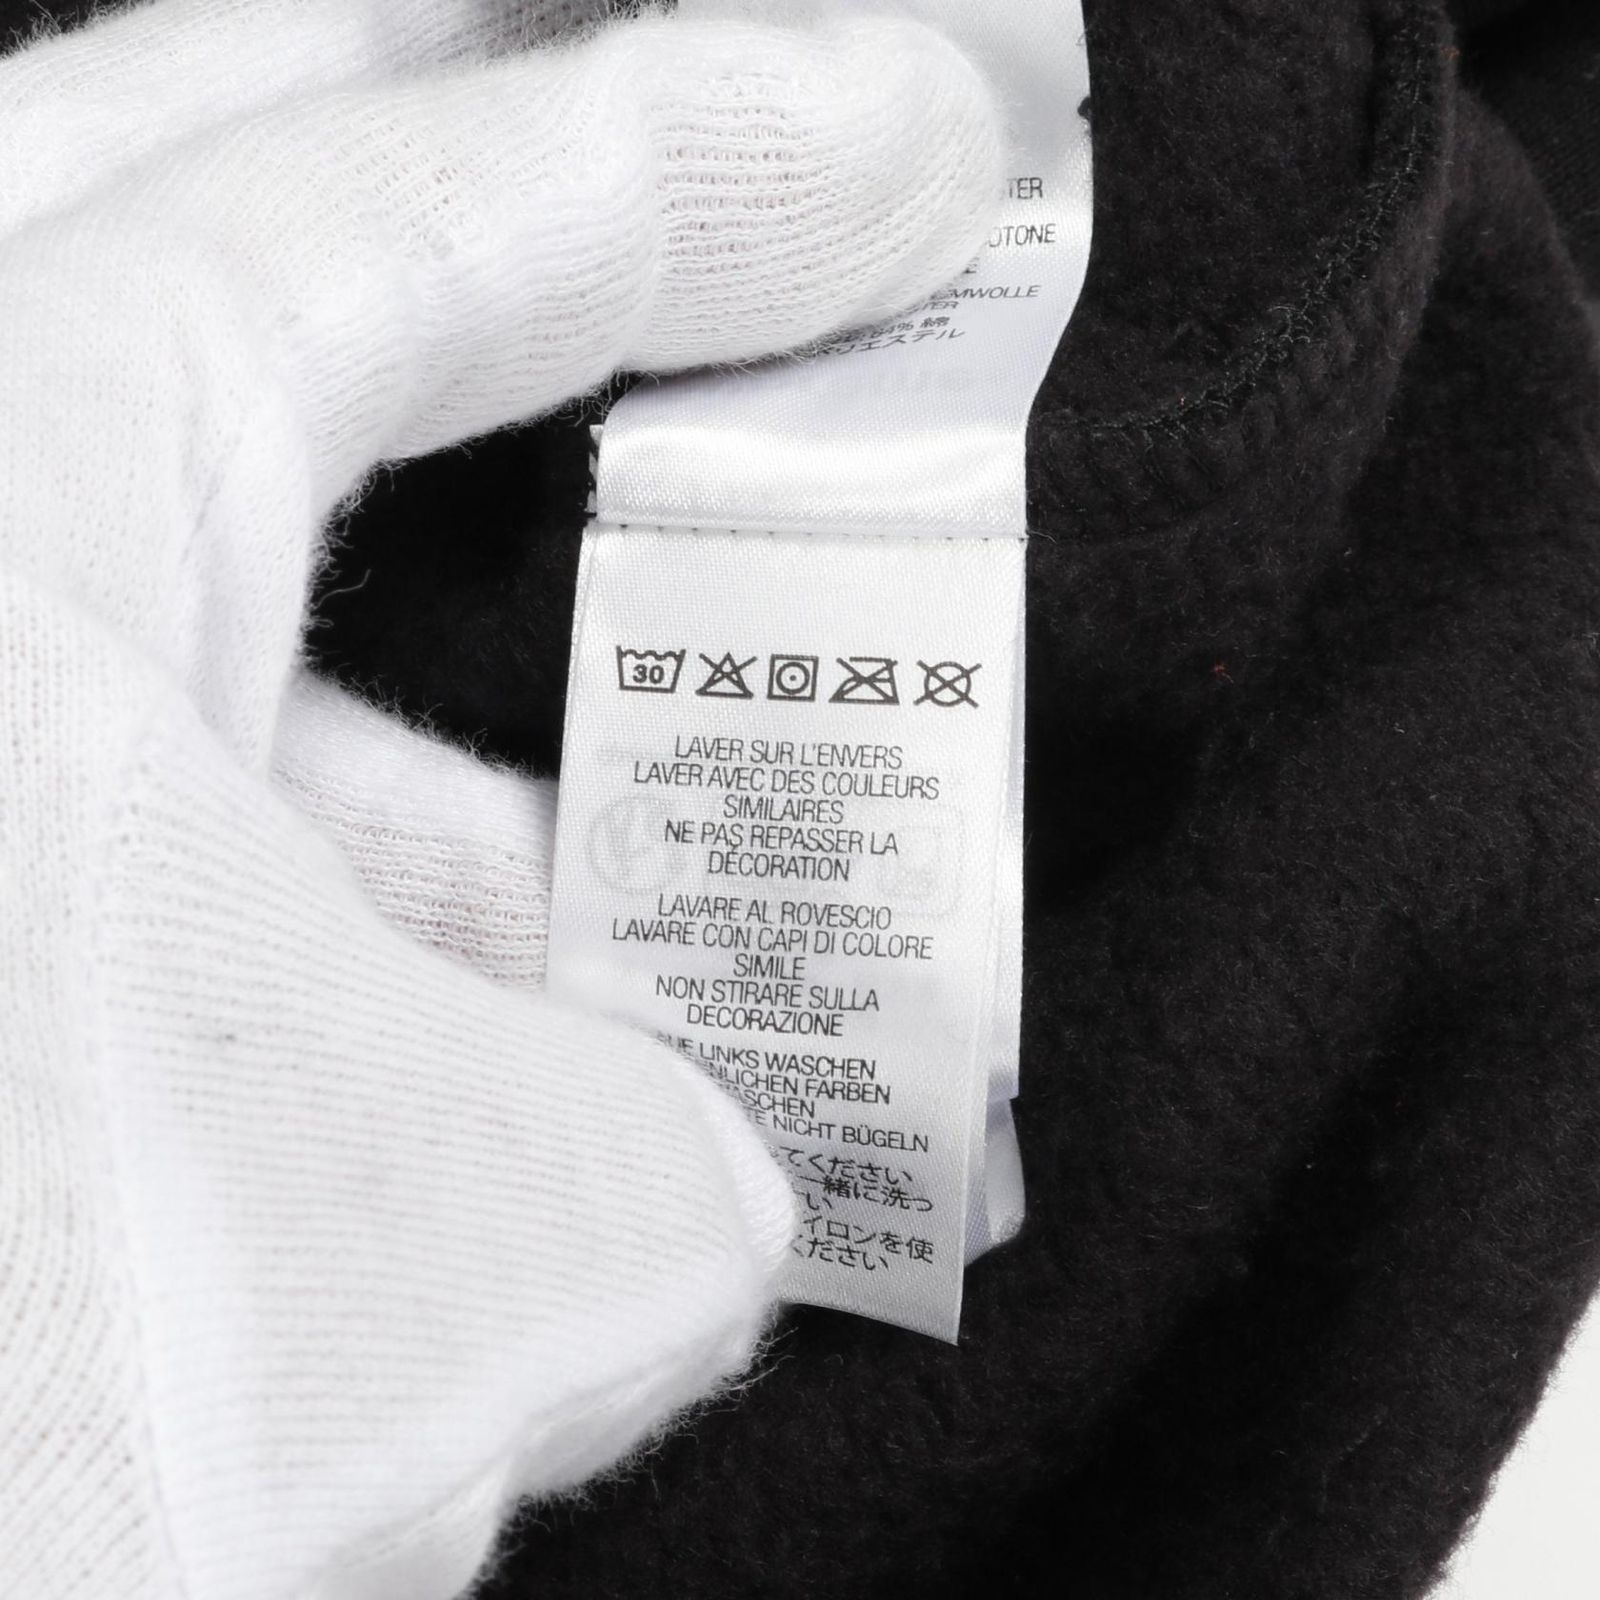 64% 綿
30
LAVER SUR L'ENVERS
LAVER AVEC DES COULEURS
SIMILAIRES
NE PAS REPASSER LA
DÉCORATION
LAVARE AL ROVESCIO
LAVARE CON CAPI DI COLORE
SIMILE
NON STIRARE SULLA
DECORAZIONE
LINKS WASCHEN
FARBEN
NICHT BÜGELN
てください
一緒に洗っ
い
イロンを使
ください